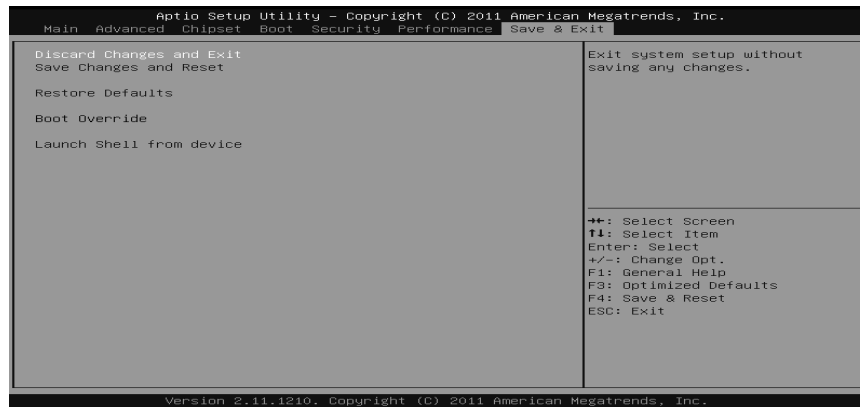 Aptio Setup Utility – Copyright (C) 2011 American Megatrends, Inc.
Main Advanced Chipset Boot Security Performance Save & Exit
Discard Changes and Exit
Save Changes and Reset
Restore Defaults
Boot Override
Launch Shell from device
Exit system setup without
saving any changes.
→←: Select Screen
↑↓: Select Item
Enter: Select
+/-: Change Opt.
F1: General Help
F3: Optimized Defaults
F4: Save & Reset
ESC: Exit
Version 2.11.1210. Copyright (C) 2011 American Megatrends, Inc.